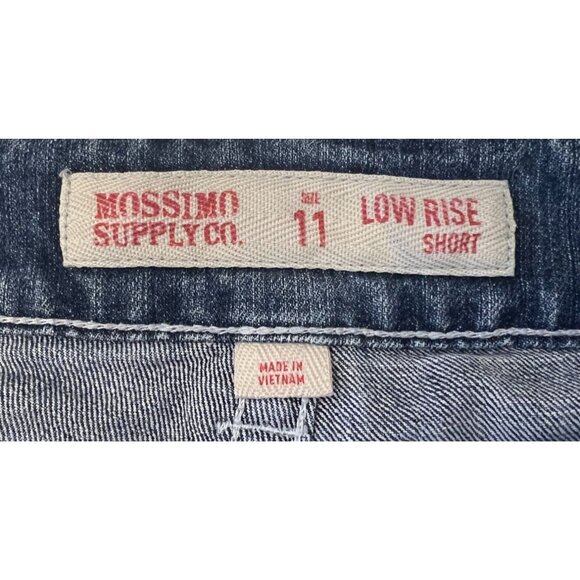 MOSSIMO
SUPPLY CO.
SIZE
11
LOW RISE
SHORT
MADE IN
VIETNAM